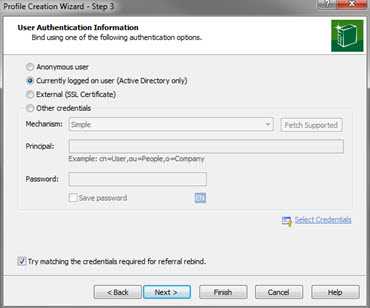 Profile Creation Wizard - Step 3
User Authentication Information
Bind using one of the following authentication options.
Anonymous user
Currently logged on user (Active Directory only)
External (SSL Certificate)
Other credentials
Mechanism: Simple Fetch Supported
Principal:
Example: cn=User,ou=People,o=Company
Password:
Save password
EN
Select Credentials
Try matching the credentials required for referral rebind.
< Back Next > Finish Cancel Help